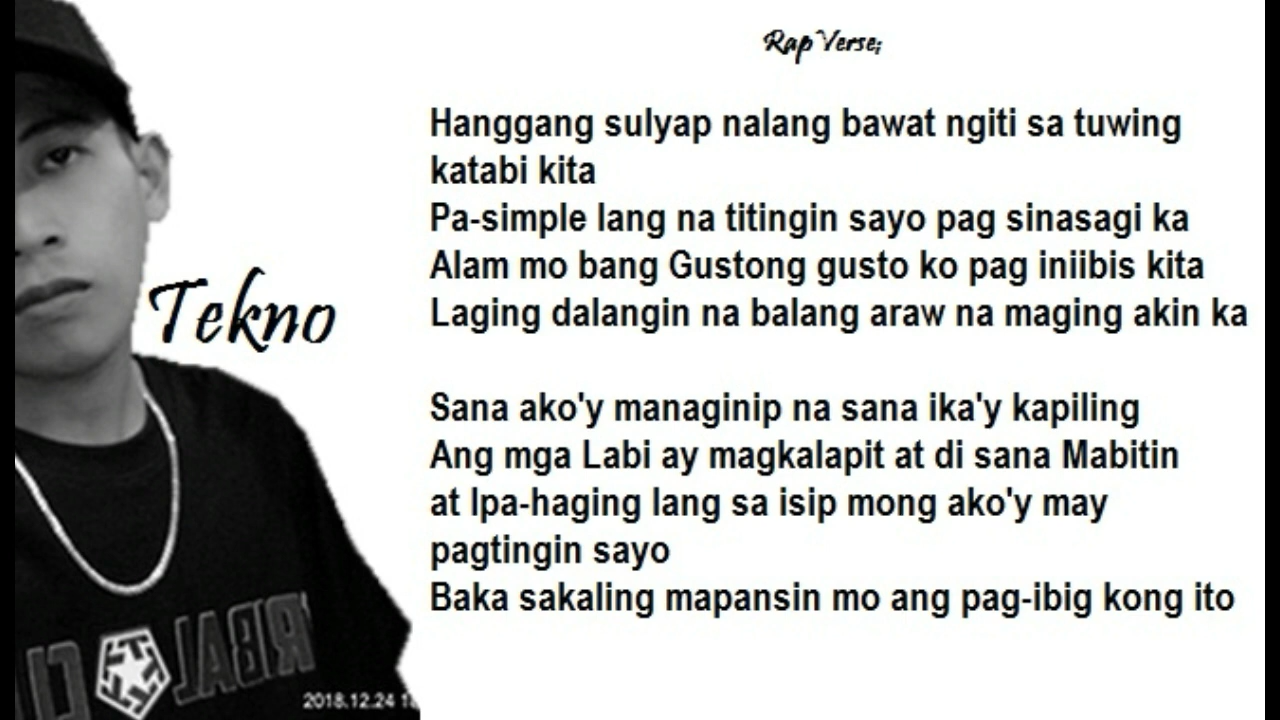 Rap Verse;
Hanggang sulyap nalang bawat ngiti sa tuwing
katabi kita
Pa-simple lang na titingin sayo pag sinasagi ka
Alam mo bang Gustong gusto ko pag iniibis kita
Laging dalangin na balang araw na maging akin ka
Tekno
Sana ako'y managinip na sana ika'y kapiling
Ang mga Labi ay magkalapit at di sana Mabitin
at Ipa-haging lang sa isip mong ako'y may
pagtingin sayo
Baka sakaling mapansin mo ang pag-ibig kong ito
2018.12.24